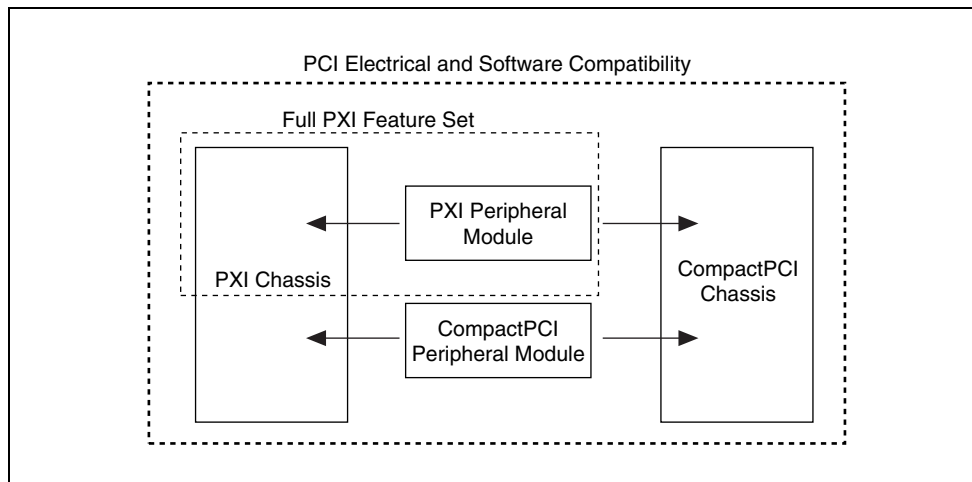 PCI Electrical and Software Compatibility
Full PXI Feature Set
PXI Peripheral
Module
PXI Chassis
CompactPCI
Chassis
CompactPCI
Peripheral Module